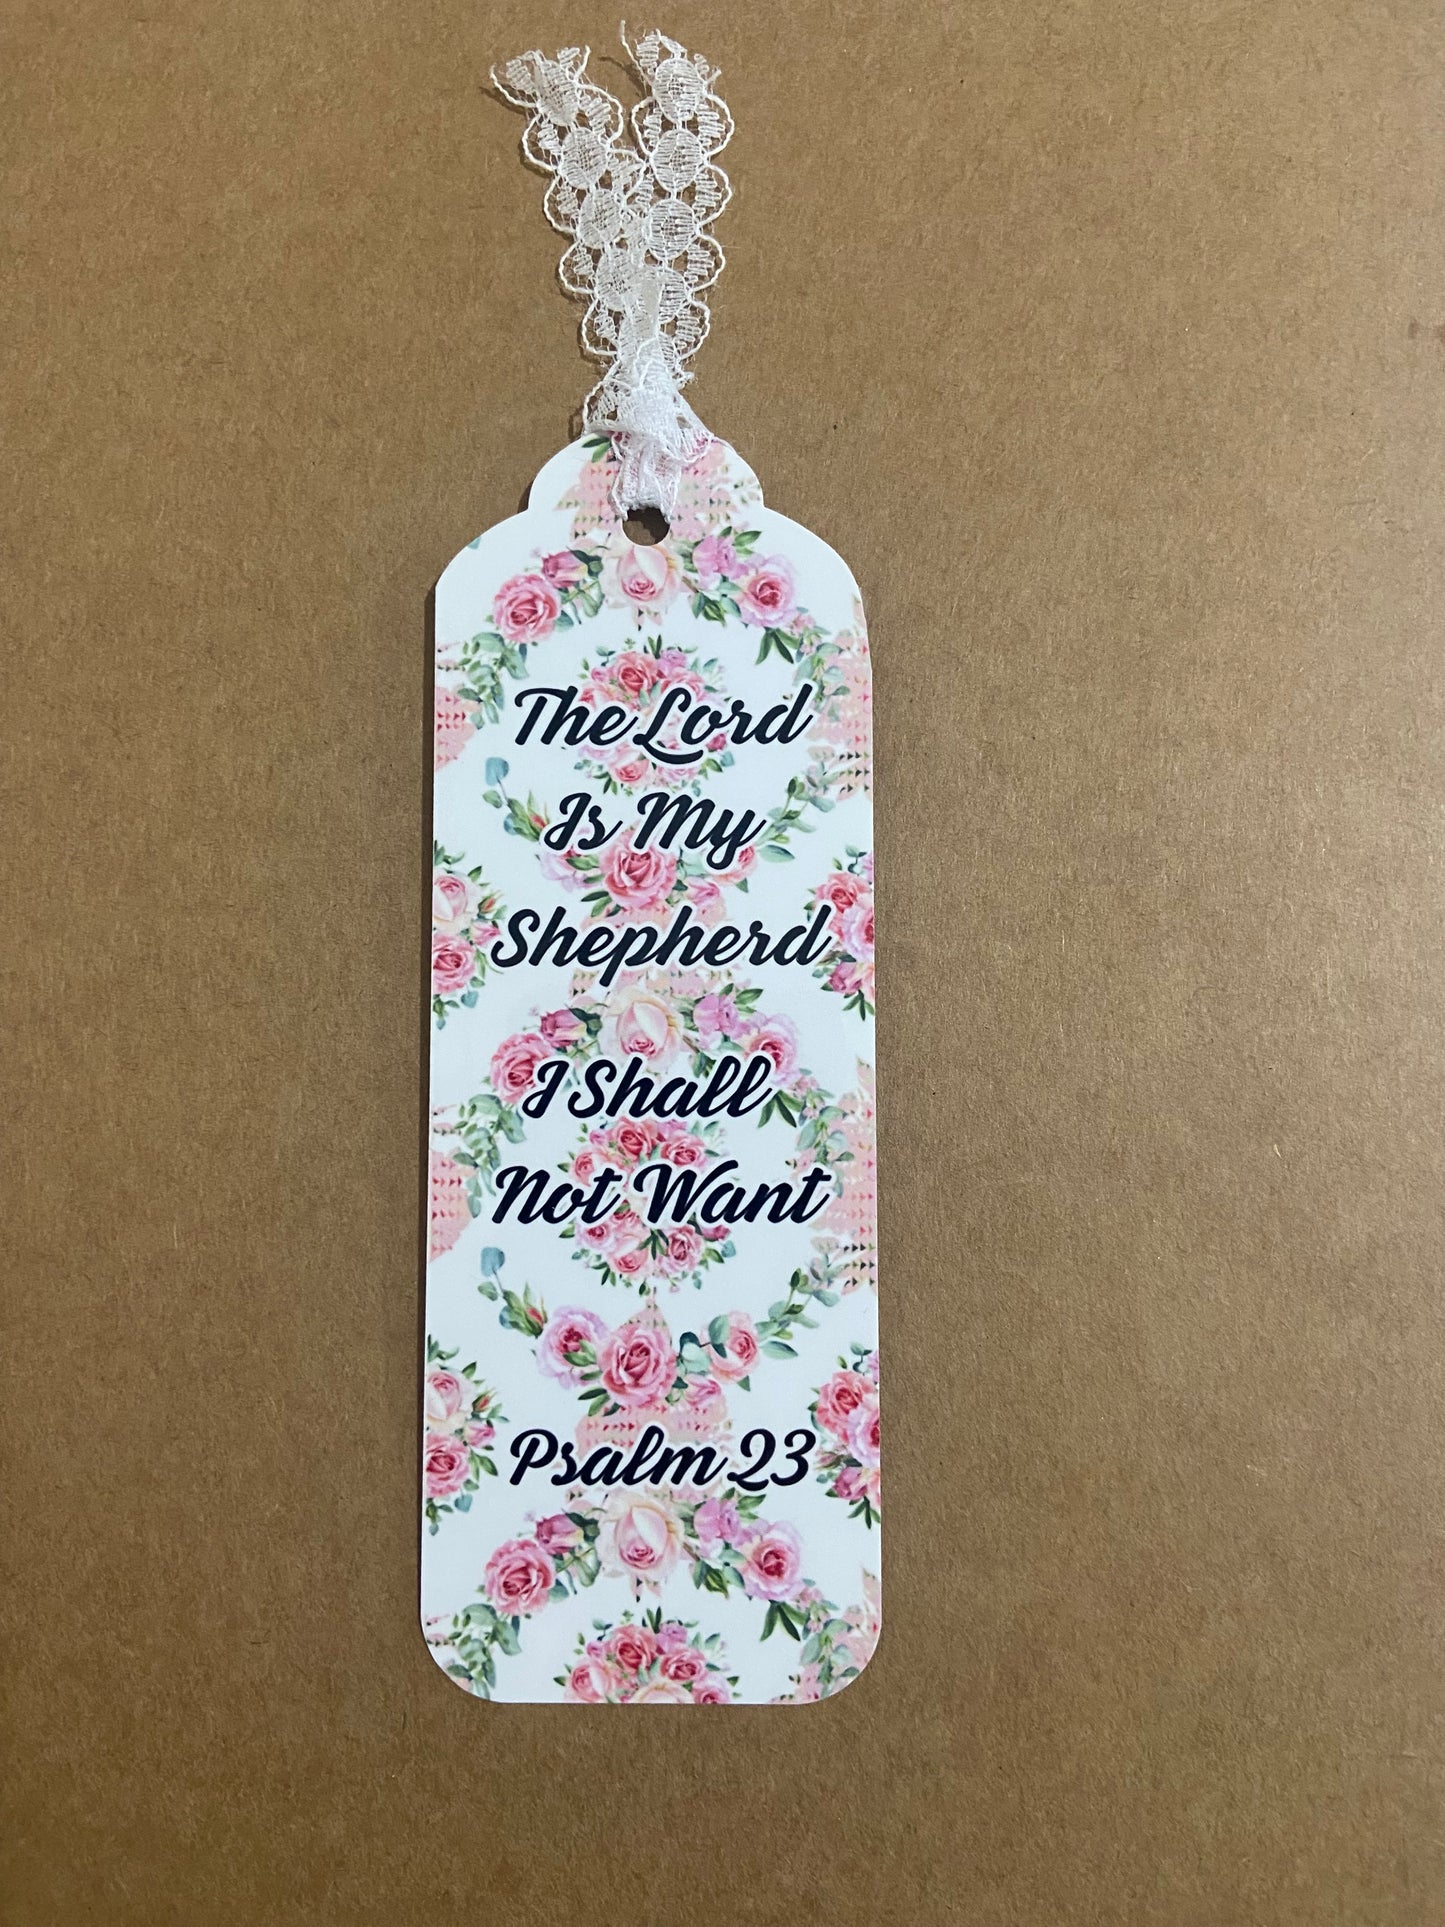 The Lord
Is My
Shepherd
I Shall
Not Want
Psalm 23